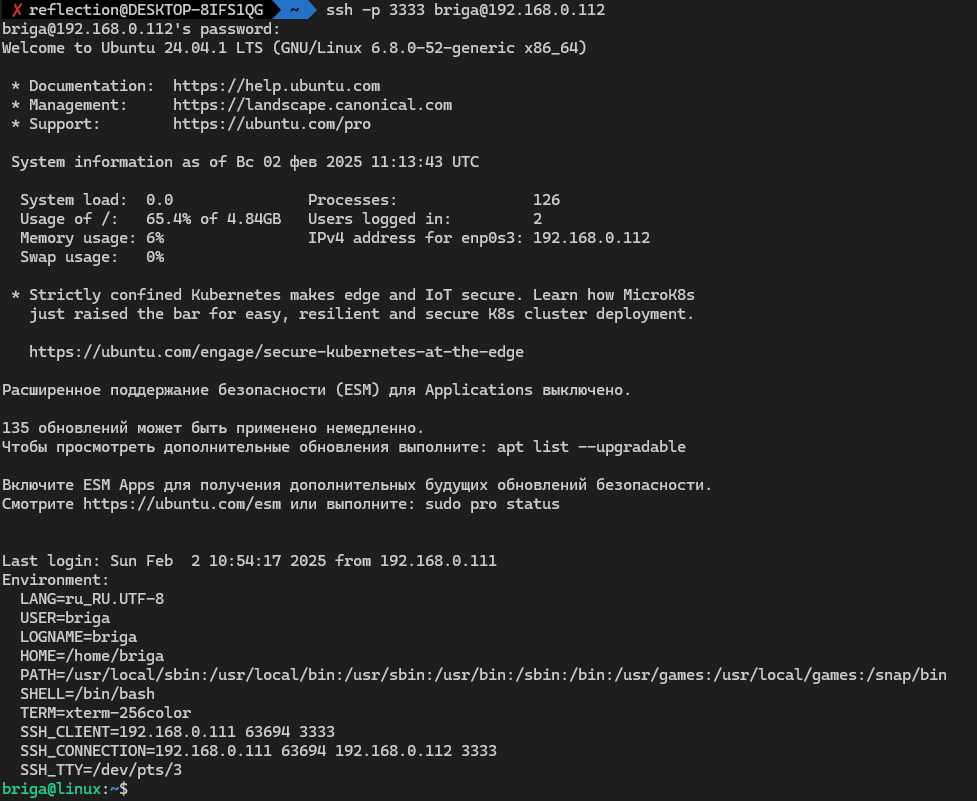 ✗ reflection@DESKTOP-8IFS1QG ~ ssh -p 3333 briga@192.168.0.112
briga@192.168.0.112's password:
Welcome to Ubuntu 24.04.1 LTS (GNU/Linux 6.8.0-52-generic x86_64)
* Documentation: https://help.ubuntu.com
* Management: https://landscape.canonical.com
* Support: https://ubuntu.com/pro
System information as of Вс 02 фев 2025 11:13:43 UTC
System load: 0.0 Processes: 126
Usage of /: 65.4% of 4.84GB Users logged in: 2
Memory usage: 6% IPv4 address for enp0s3: 192.168.0.112
Swap usage: 0%
* Strictly confined Kubernetes makes edge and IoT secure. Learn how MicroK8s
just raised the bar for easy, resilient and secure K8s cluster deployment.
https://ubuntu.com/engage/secure-kubernetes-at-the-edge
Расширенное поддержание безопасности (ESM) для Applications выключено.
135 обновлений может быть применено немедленно.
Чтобы просмотреть дополнительные обновления выполните: apt list --upgradable
Включите ESM Apps для получения дополнительных будущих обновлений безопасности.
Смотрите https://ubuntu.com/esm или выполните: sudo pro status
Last login: Sun Feb 2 10:54:17 2025 from 192.168.0.111
Environment:
LANG=ru_RU.UTF-8
USER=briga
LOGNAME=briga
HOME=/home/briga
PATH=/usr/local/sbin:/usr/local/bin:/usr/sbin:/usr/bin:/sbin:/bin:/usr/games:/usr/local/games:/snap/bin
SHELL=/bin/bash
TERM=xterm-256color
SSH_CLIENT=192.168.0.111 63694 3333
SSH_CONNECTION=192.168.0.111 63694 192.168.0.112 3333
SSH_TTY=/dev/pts/3
briga@linux:~$